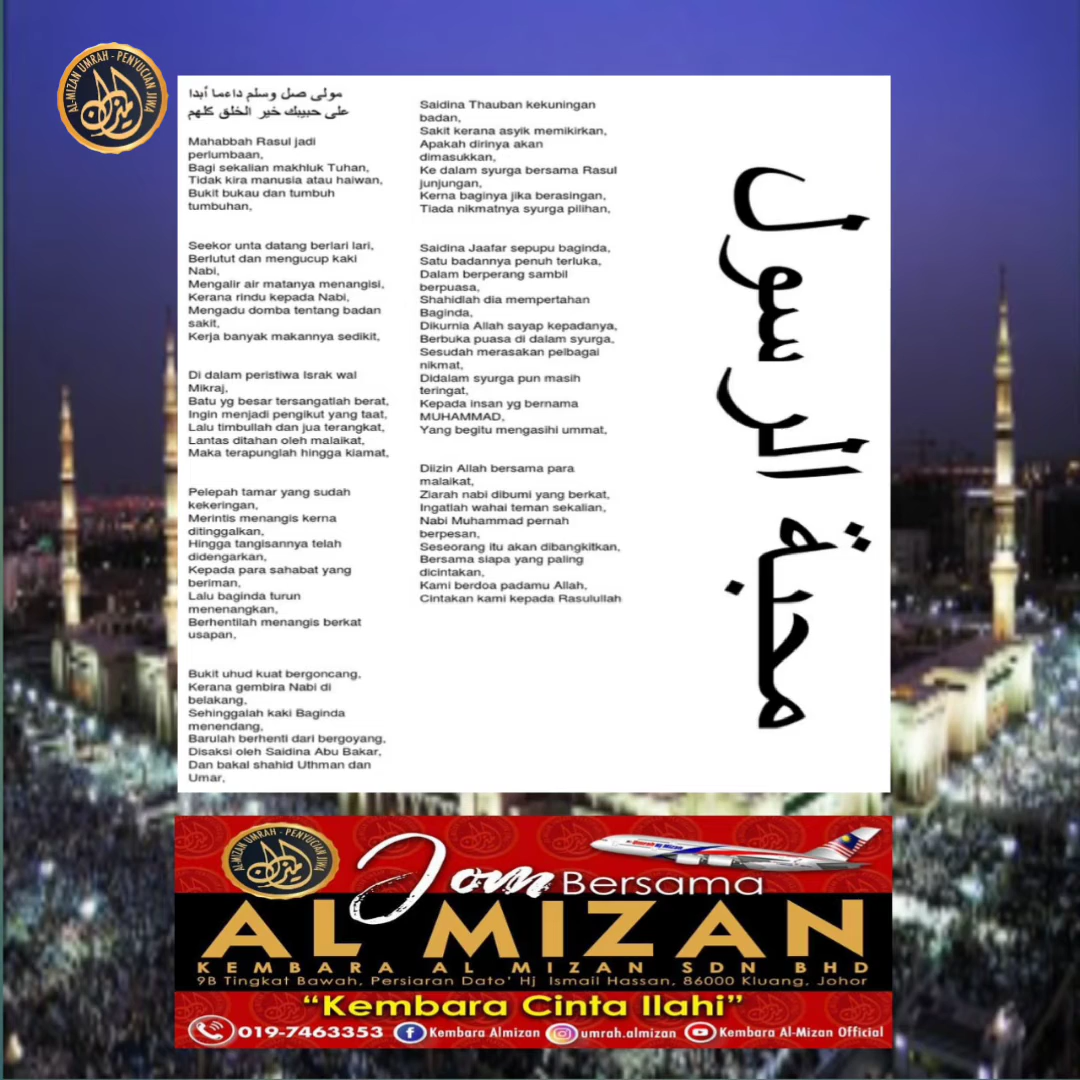 AL-MIZAN UMRAH - PENYUCIAN JIWA
مولى صل وسلم داءما أبدا
على حبيبك خير الخلق كلهم
Mahabbah Rasul jadi
perlumbaan,
Bagi sekalian makhluk Tuhan,
Tidak kira manusia atau haiwan,
Bukit bukau dan tumbuh
tumbuhan,
Seekor unta datang berlari lari,
Berlutut dan mengucup kaki
Nabi,
Mengalir air matanya menangisi,
Kerana rindu kepada Nabi,
Mengadu domba tentang badan
sakit,
Kerja banyak makannya sedikit,
Di dalam peristiwa Israk wal
Mikraj,
Batu yg besar tersangatlah berat,
Ingin menjadi pengikut yang taat,
Lalu timbullah dan jua terangkat,
Lantas ditahan oleh malaikat,
Maka terapunglah hingga kiamat,
Pelepah tamar yang sudah
kekeringan,
Merintis menangis kerna
ditinggalkan,
Hingga tangisannya telah
didengarkan,
Kepada para sahabat yang
beriman,
Lalu baginda turun
menenangkan,
Berhentilah menangis berkat
usapan,
Bukit uhud kuat bergoncang,
Kerana gembira Nabi di
belakang,
Sehinggalah kaki Baginda
menendang,
Barulah berhenti dari bergoyang,
Disaksi oleh Saidina Abu Bakar,
Dan bakal shahid Uthman dan
Umar,
Saidina Thauban kekuningan
badan,
Sakit kerana asyik memikirkan,
Apakah dirinya akan
dimasukkan,
Ke dalam syurga bersama Rasul
junjungan,
Kerna baginya jika berasingan,
Tiada nikmatnya syurga pilihan,
Saidina Jaafar sepupu baginda,
Satu badannya penuh terluka,
Dalam berperang sambil
berpuasa,
Shahidlah dia mempertahan
Baginda,
Dikurnia Allah sayap kepadanya,
Berbuka puasa di dalam syurga,
Sesudah merasakan pelbagai
nikmat,
Didalam syurga pun masih
teringat,
Kepada insan yg bernama
MUHAMMAD,
Yang begitu mengasihi ummat,
Diizin Allah bersama para
malaikat,
Ziarah nabi dibumi yang berkat,
Ingatlah wahai teman sekalian,
Nabi Muhammad pernah
berpesan,
Seseorang itu akan dibangkitkan,
Bersama siapa yang paling
dicintakan,
Kami berdoa padamu Allah,
Cintakan kami kepada Rasulullah
محبة الرسول
AL-MIZAN UMRAH - PENYUCIAN JIWA
Jom Bersama
AL MIZAN
KEMBARA AL MIZAN SDN BHD
9B Tingkat Bawah, Persiaran Dato' Hj Ismail Hassan, 86000 Kluang, Johor
"Kembara Cinta Ilahi"
019-7463353 Kembara Almizan umrah.almizan Kembara Al-Mizan Official